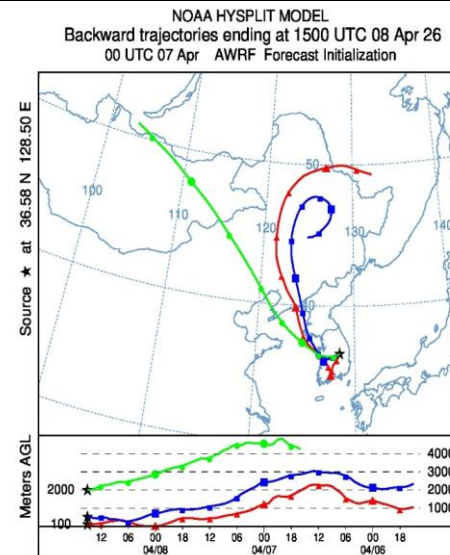 NOAA HYSPLIT MODEL
Backward trajectories ending at 1500 UTC 08 Apr 26
00 UTC 07 Apr AWRF Forecast Initialization
Source ★ at 36.58 N 128.50 E
100
110
120
130
140
50
40
Meters AGL
4000
3000
2000
2000
1000
100
12 06 00 18 12 06 00 18 12 06 00 18
04/08 04/07 04/06